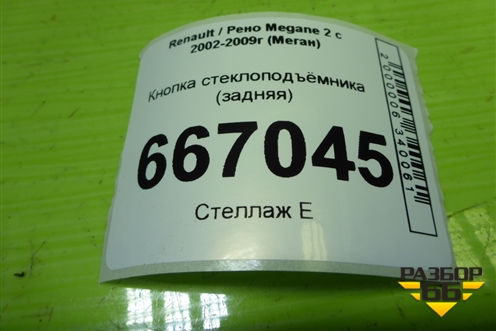 Renault / Рено Megane 2 с
2002-2009г (Меган)
Кнопка стеклоподъёмника
(задняя)
667045
Стеллаж Е
2000006340061
РАЗБОР
66